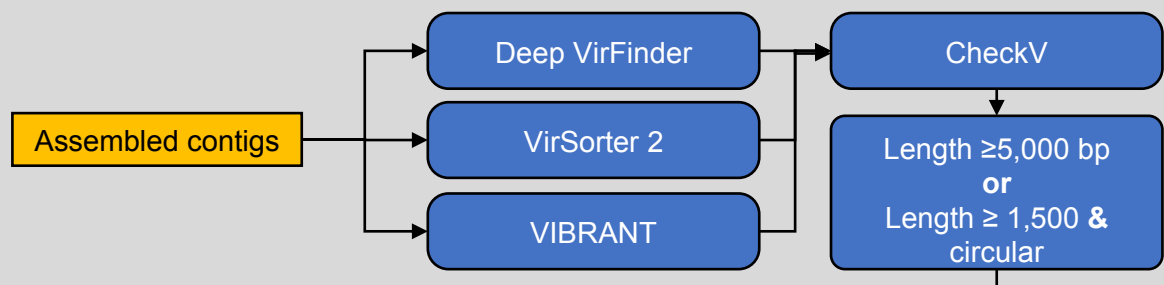 Deep VirFinder
CheckV
Assembled contigs
VirSorter 2
Length ≥5,000 bp
or
Length ≥ 1,500 &
circular
VIBRANT